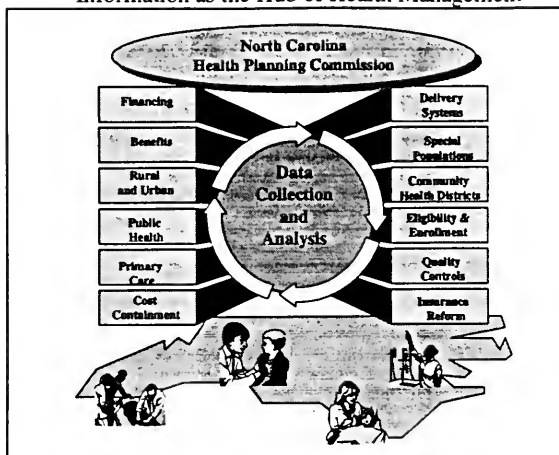 Information as the Hub of Health Management
North Carolina
Health Planning Commission
Financing
Benefits
Rural
and Urban
Public
Health
Primary
Care
Cost
Containment
Data
Collection
and
Analysis
Delivery
Systems
Special
Populations
Community
Health Districts
Eligibility &
Enrollment
Quality
Controls
Insurance
Reform